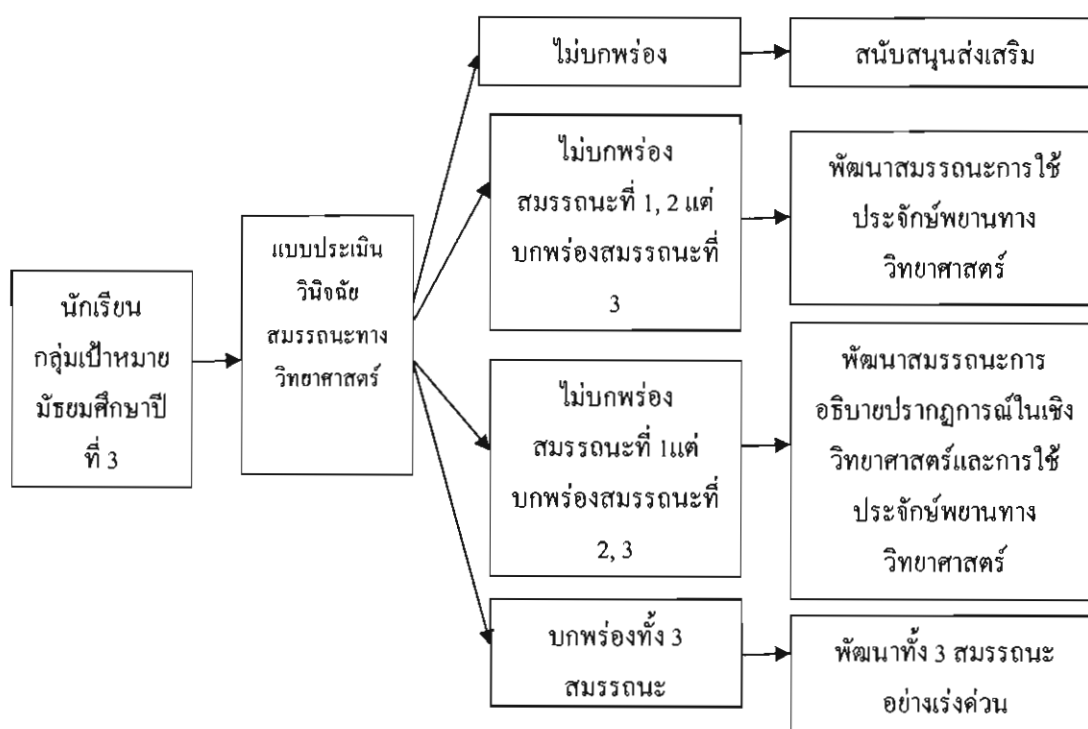 นักเรียน
กลุ่มเป้าหมาย
มัธยมศึกษาปี
ที่ 3
แบบประเมิน
วินิจฉัย
สมรรถนะทาง
วิทยาศาสตร์
ไม่บกพร่อง
สนับสนุนส่งเสริม
ไม่บกพร่อง
สมรรถนะที่ 1, 2 แต่
บกพร่องสมรรถนะที่
3
พัฒนาสมรรถนะการใช้
ประจักษ์พยานทาง
วิทยาศาสตร์
ไม่บกพร่อง
สมรรถนะที่ 1แต่
บกพร่องสมรรถนะที่
2, 3
พัฒนาสมรรถนะการ
อธิบายปรากฏการณ์ในเชิง
วิทยาศาสตร์และการใช้
ประจักษ์พยานทาง
วิทยาศาสตร์
บกพร่องทั้ง 3
สมรรถนะ
พัฒนาทั้ง 3 สมรรถนะ
อย่างเร่งด่วน